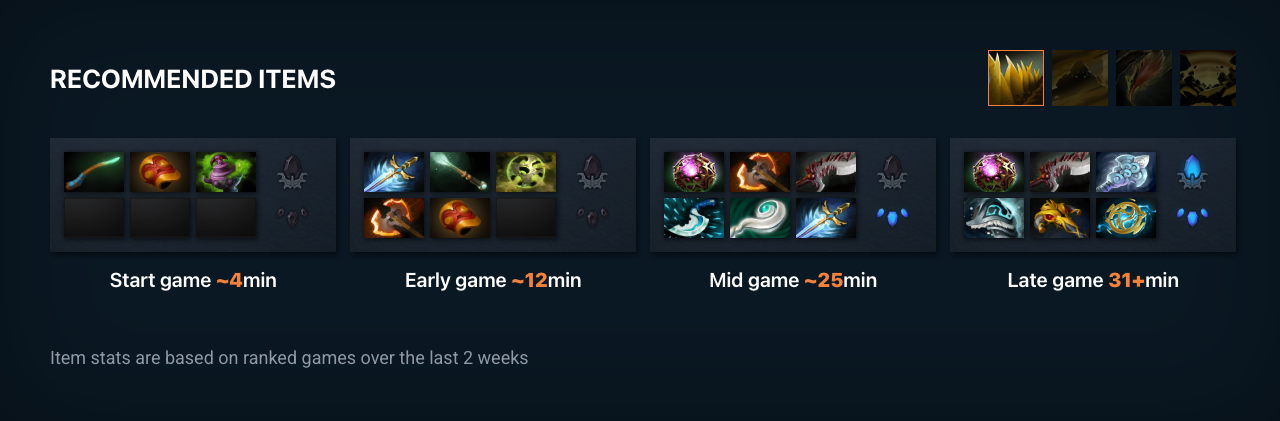 RECOMMENDED ITEMS
Start game ~4min
Early game ~12min
Mid game ~25min
Late game 31+min
Item stats are based on ranked games over the last 2 weeks